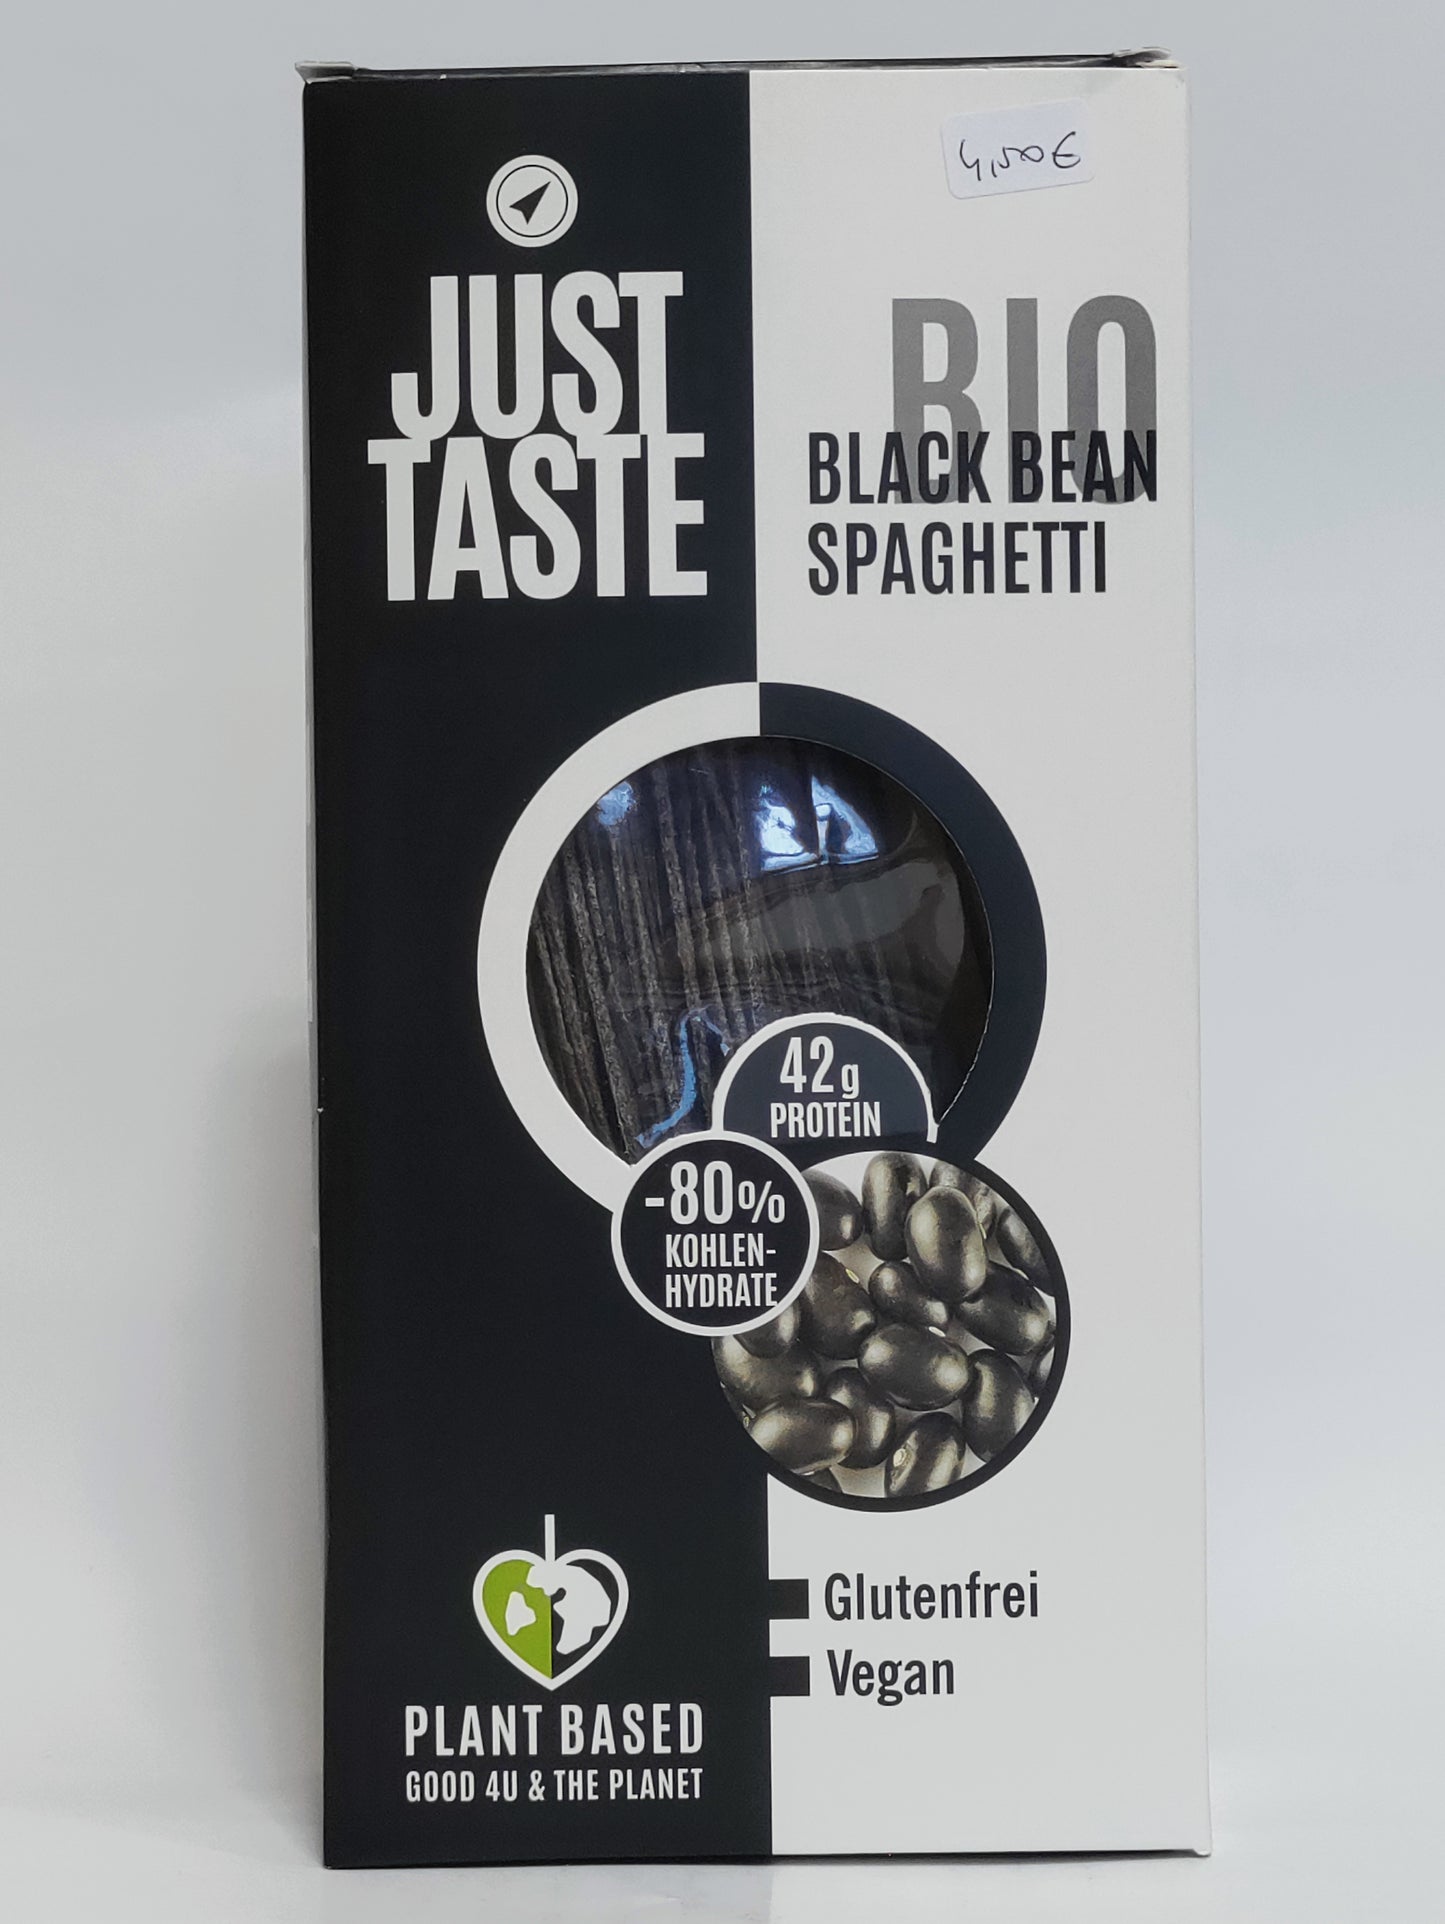 4,50€
JUST
TASTE
BIO
BLACK BEAN
SPAGHETTI
42g
PROTEIN
-80%
KOHLEN-
HYDRATE
Glutenfrei
Vegan
PLANT BASED
GOOD 4U & THE PLANET